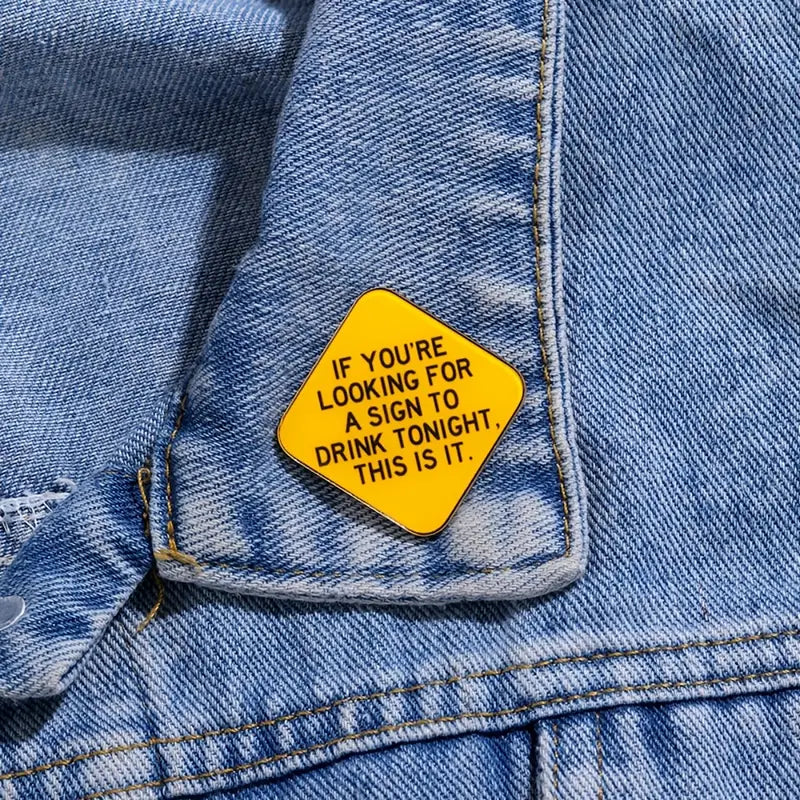 IF YOU'RE
LOOKING FOR
A SIGN TO
DRINK TONIGHT,
THIS IS IT.